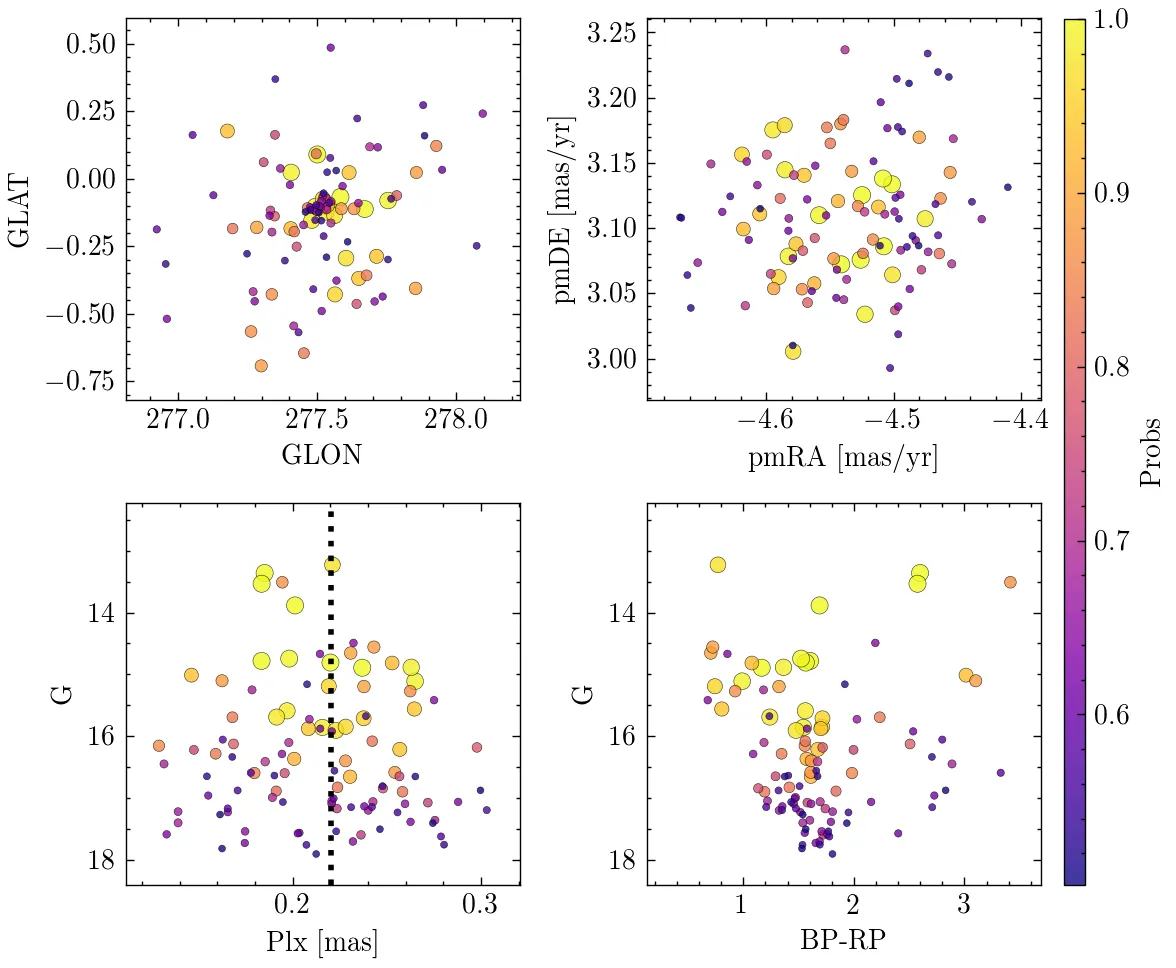 0.50
0.25
0.00
−0.25
−0.50
−0.75
GLAT
277.0 277.5 278.0
GLON
3.25
3.20
3.15
3.10
3.05
3.00
pmDE [mas/yr]
−4.6 −4.5 −4.4
pmRA [mas/yr]
14
16
18
G
0.2 0.3
Plx [mas]
14
16
18
G
1 2 3
BP-RP
1.0
0.9
0.8
0.7
0.6
Probs